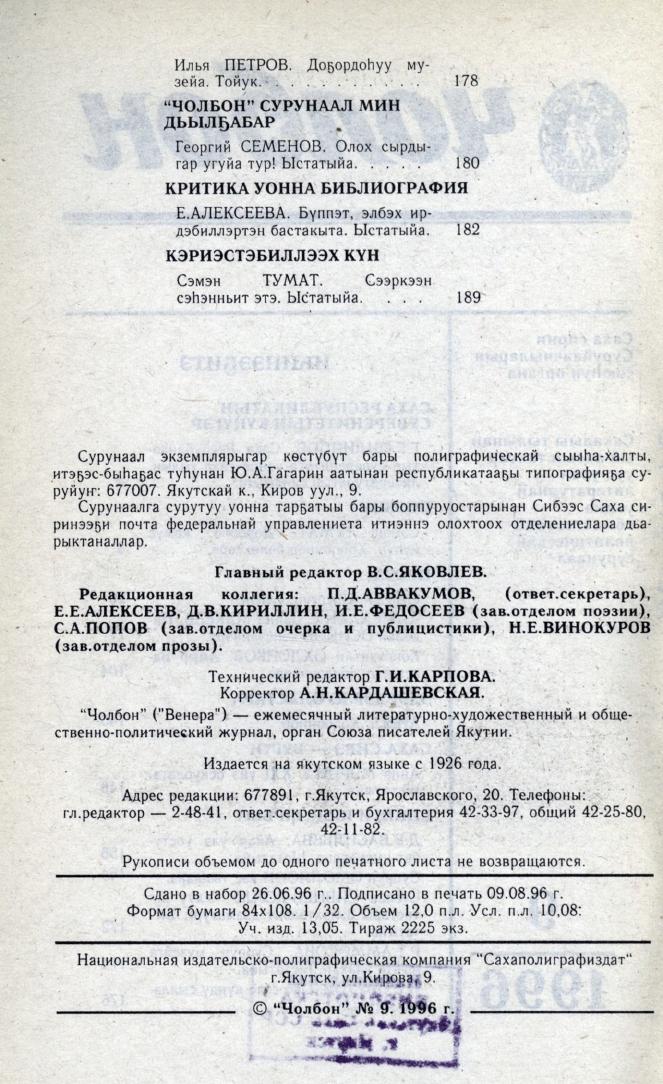 Илья ПЕТРОВ. Доҕордоһуу му-
зейа. Тойук. . . . . . . . . . . 178
“ЧОЛБОН” СУРУНААЛ МИН
ДЬЫЛҔАБАР
Георгий СЕМЕНОВ. Олох сырды-
гар угуйа тур! Ыстатыйа. . . . . 180
КРИТИКА УОННА БИБЛИОГРАФИЯ
Е.АЛЕКСЕЕВА. Бүппэт, элбэх ир-
дэбиллэртэн бастакыта. Ыстатыйа. 182
КЭРИЭСТЭБИЛЛЭЭХ КҮН
Сэмэн ТУМАТ. Сээркээн
сэһэнньит этэ. Ыстатыйа. . . . 189
Сурунаал экземплярыгар көстүбүт бары полиграфическай сыыһа-халты,
итэҕэс-быһаҕас туһунан Ю.А.Гагарин аатынан республикатааҕы типографияҕа су-
руйуҥ: 677007. Якутскай к., Киров уул., 9.
Сурунаалга сурутуу уонна тарҕатыы бары боппуруостарынан Сибээс Саха си-
ринээҕи почта федеральнай управлениета итиэннэ олохтоох отделениелара дьа-
рыктаналлар.
Главный редактор В.С.ЯКОВЛЕВ.
Редакционная коллегия: П.Д.АВВАКУМОВ, (ответ.секретарь),
Е.Е.АЛЕКСЕЕВ, Д.В.КИРИЛЛИН, И.Е.ФЕДОСЕЕВ (зав.отделом поэзии),
С.А.ПОПОВ (зав.отделом очерка и публицистики), Н.Е.ВИНОКУРОВ
(зав.отделом прозы).
Технический редактор Г.И.КАРПОВА.
Корректор А.Н.КАРДАШЕВСКАЯ.
“Чолбон” ("Венера") — ежемесячный литературно-художественный и обще-
ственно-политический журнал, орган Союза писателей Якутии.
Издается на якутском языке с 1926 года.
Адрес редакции: 677891, г.Якутск, Ярославского, 20. Телефоны:
гл.редактор — 2-48-41, ответ.секретарь и бухгалтерия 42-33-97, общий 42-25-80,
42-11-82.
Рукописи объемом до одного печатного листа не возвращаются.
Сдано в набор 26.06.96 г.. Подписано в печать 09.08.96 г.
Формат бумаги 84x108. 1/32. Объем 12,0 п.л. Усл. п.л. 10,08:
Уч. изд. 13,05. Тираж 2225 экз.
Национальная издательско-полиграфическая компания “Сахаполиграфиздат”
г.Якутск, ул.Кирова, 9.
© “Чолбон” № 9. 1996 г.